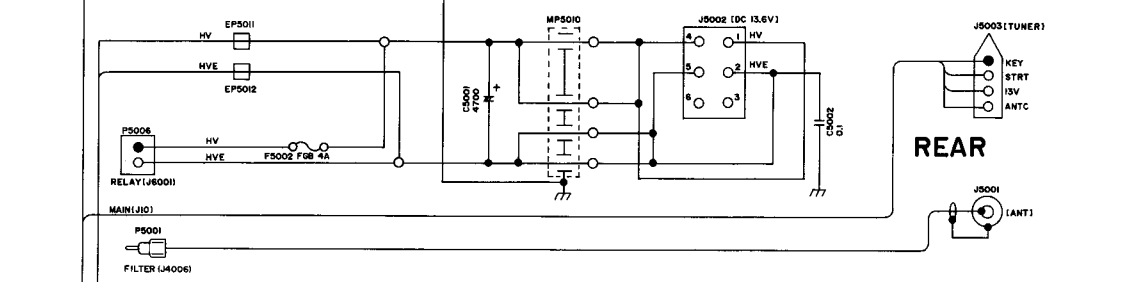 EP5011
HV
HVE
EP5012
P5006
HV
HVE
F5002 FGB 4A
RELAY (J6001)
MAIN (J10)
P5001
FILTER (J4006)
C5001
4700
+
MP5010
J5002 [DC 13.6V]
4
1
HV
5
2
HVE
6
3
C5002
0.1
J5003 [TUNER]
KEY
STRT
13V
ANTC
REAR
J5001
[ANT]